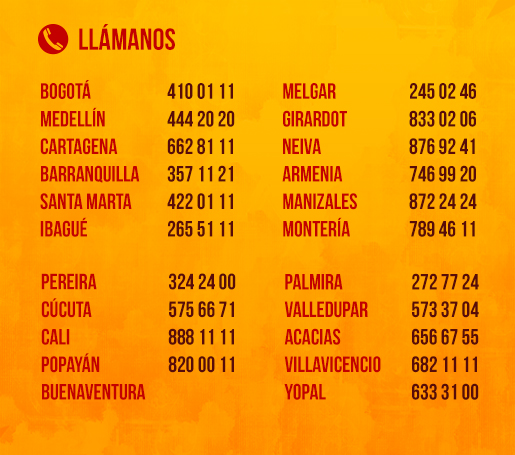 LLÁMANOS
BOGOTÁ 410 01 11
MEDELLÍN 444 20 20
CARTAGENA 662 81 11
BARRANQUILLA 357 11 21
SANTA MARTA 422 01 11
IBAGUÉ 265 51 11
PEREIRA 324 24 00
CÚCUTA 575 66 71
CALI 888 11 11
POPAYÁN 820 00 11
BUENAVENTURA
MELGAR 245 02 46
GIRARDOT 833 02 06
NEIVA 876 92 41
ARMENIA 746 99 20
MANIZALES 872 24 24
MONTERÍA 789 46 11
PALMIRA 272 77 24
VALLEDUPAR 573 37 04
ACACIAS 656 67 55
VILLAVICENCIO 682 11 11
YOPAL 633 31 00